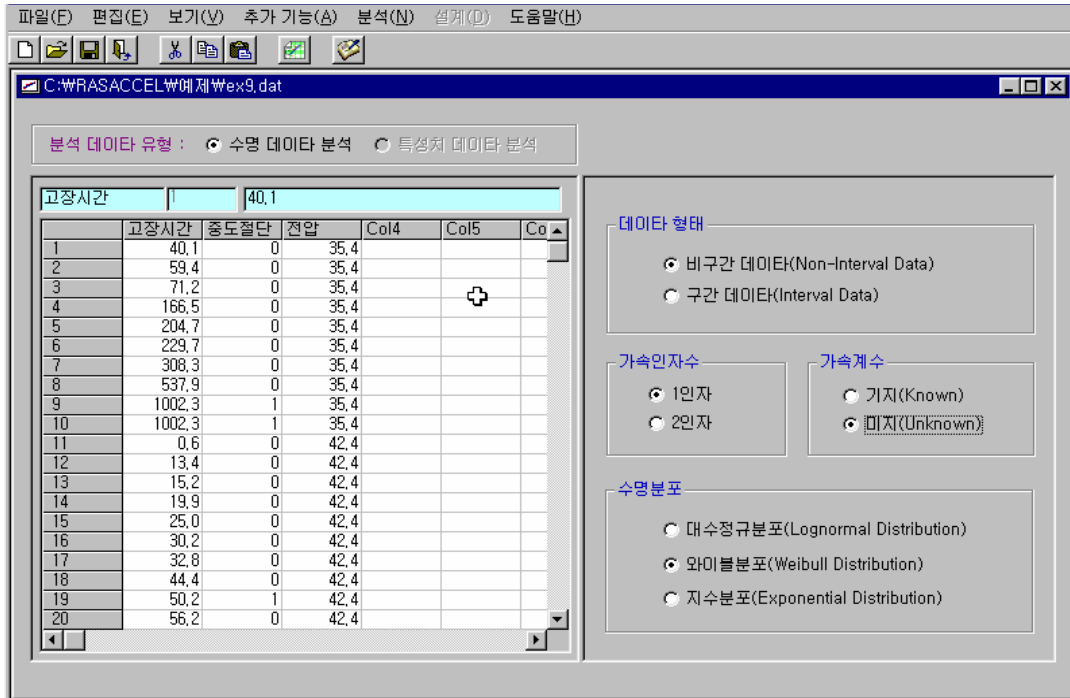 파일(F) 편집(E) 보기(V) 추가 기능(A) 분석(N) 설계(D) 도움말(H)
C:₩RASACCEL₩예제₩ex9,dat
분석 데이타 유형 : 수명 데이타 분석 특성치 데이타 분석
고장시간 1 40,1
고장시간 중도절단 전압 Col4 Col5 Co
1 40,1 0 35,4
2 59,4 0 35,4
3 71,2 0 35,4
4 166,5 0 35,4
5 204,7 0 35,4
6 229,7 0 35,4
7 308,3 0 35,4
8 537,9 0 35,4
9 1002,3 1 35,4
10 1002,3 1 35,4
11 0,6 0 42,4
12 13,4 0 42,4
13 15,2 0 42,4
14 19,9 0 42,4
15 25,0 0 42,4
16 30,2 0 42,4
17 32,8 0 42,4
18 44,4 0 42,4
19 50,2 1 42,4
20 56,2 0 42,4
데이타 형태
비구간 데이타(Non-Interval Data)
구간 데이타(Interval Data)
가속인자수
1인자
2인자
가속계수
기지(Known)
미지(Unknown)
수명분포
대수정규분포(Lognormal Distribution)
와이블분포(Weibull Distribution)
지수분포(Exponential Distribution)